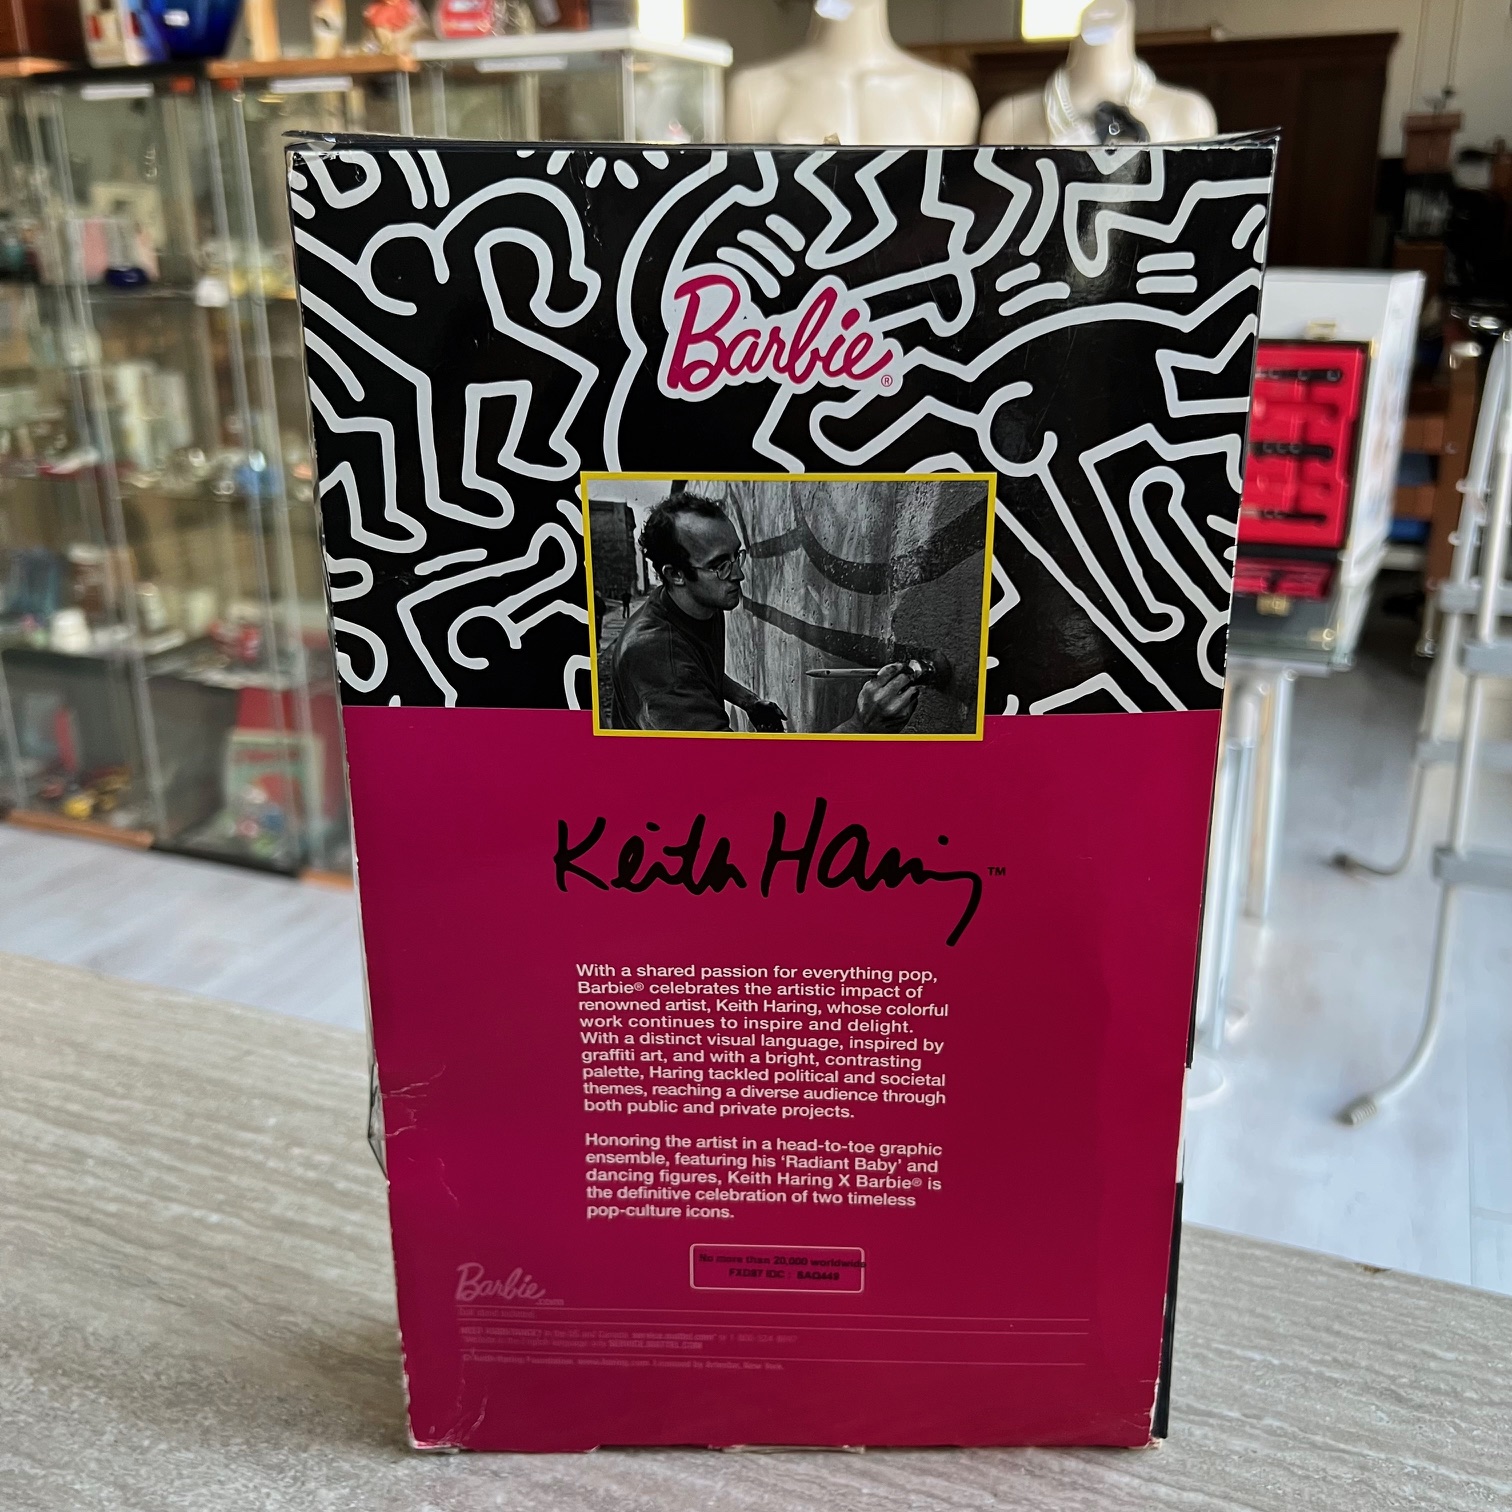 Barbie®
Keith Haring™
With a shared passion for everything pop,
Barbie® celebrates the artistic impact of
renowned artist, Keith Haring, whose colorful
work continues to inspire and delight.
With a distinct visual language, inspired by
graffiti art, and with a bright, contrasting
palette, Haring tackled political and societal
themes, reaching a diverse audience through
both public and private projects.
Honoring the artist in a head-to-toe graphic
ensemble, featuring his ‘Radiant Baby’ and
dancing figures, Keith Haring X Barbie® is
the definitive celebration of two timeless
pop-culture icons.
No more than 20,000 worldwide
FXD87
Barbie.com